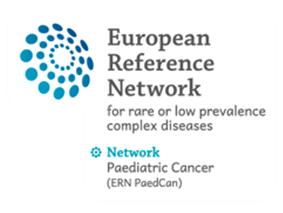 European
Reference
Network
for rare or low prevalence
complex diseases
Network
Paediatric Cancer
(ERN PaedCan)